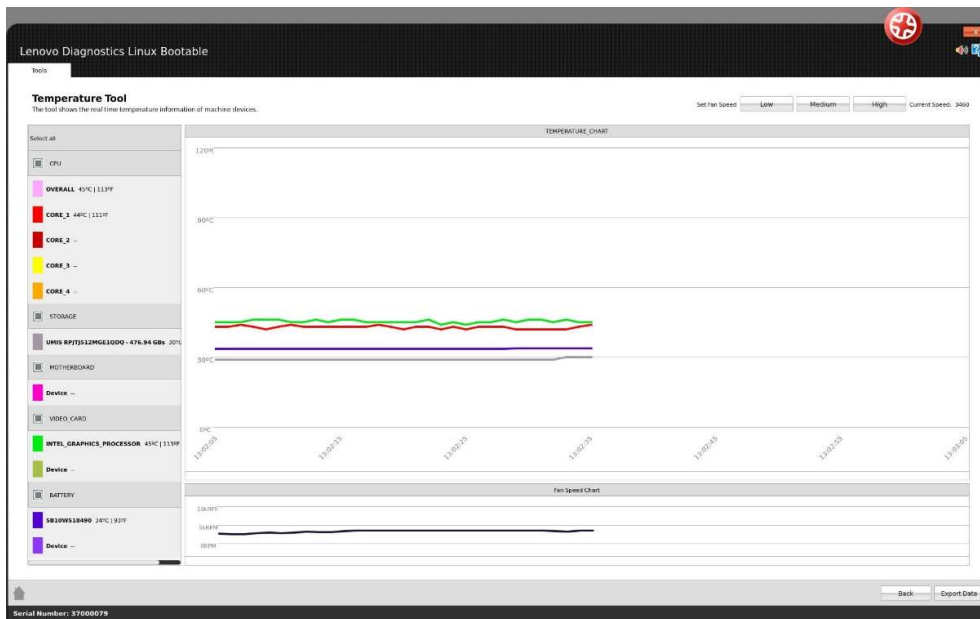 Lenovo Diagnostics Linux Bootable
Tools
Temperature Tool
The tool shows the real time temperature information of machine devices.
Set Fan Speed Low Medium High Current Speed: 3460
Select all
CPU
OVERALL 45ºC | 113ºF
CORE_1 44ºC | 111ºF
CORE_2 --
CORE_3 --
CORE_4 --
STORAGE
UMIS RPJTJ512MGE1QDQ - 476.94 GBs 30º
MOTHERBOARD
Device --
VIDEO_CARD
INTEL_GRAPHICS_PROCESSOR 45ºC | 113ºF
Device --
BATTERY
5B10W518490 34ºC | 93ºF
Device --
TEMPERATURE_CHART
120ºC
90ºC
60ºC
30ºC
0ºC
13:02:05 13:02:15 13:02:25 13:02:35 13:02:45 13:02:55 13:03:05
Fan Speed Chart
10kRPM
5kRPM
0RPM
Back Export Data
Serial Number: 37000079